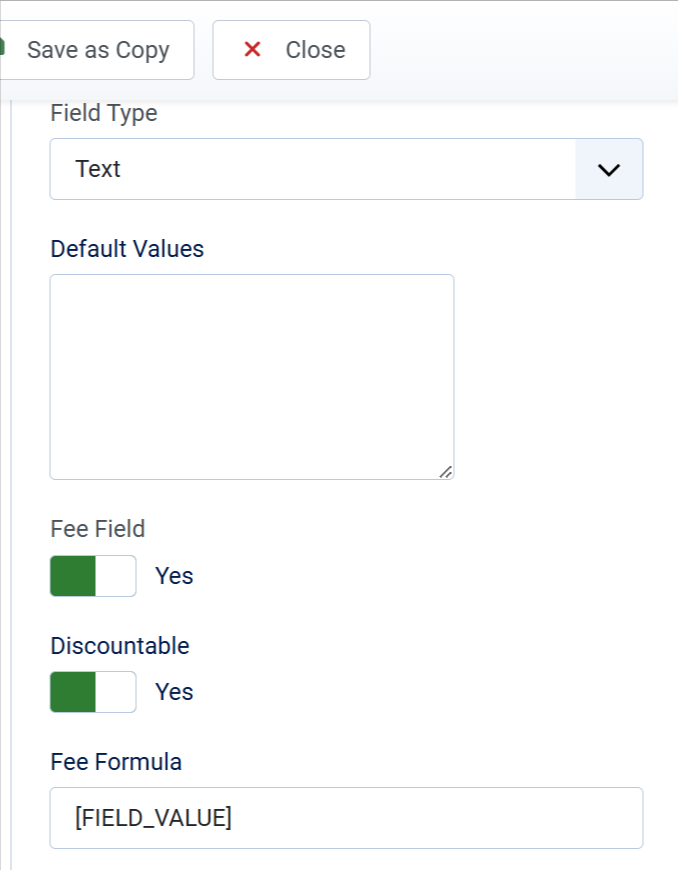 Save as Copy
Close
Field Type
Text
Default Values
Fee Field
Yes
Discountable
Yes
Fee Formula
[FIELD_VALUE]